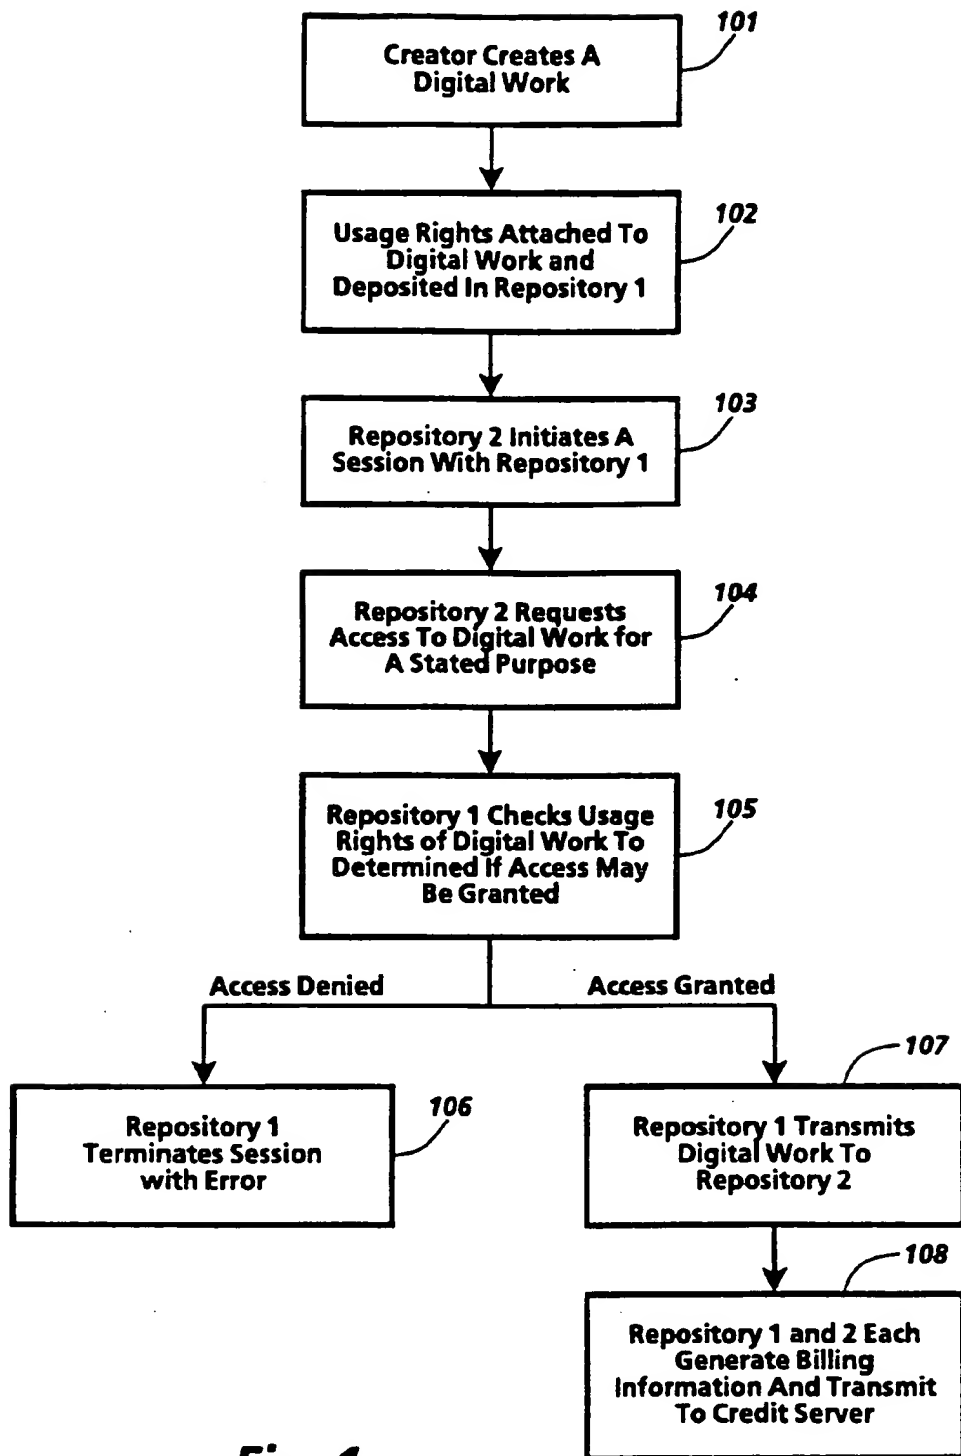 101
Creator Creates A
Digital Work
102
Usage Rights Attached To
Digital Work and
Deposited In Repository 1
103
Repository 2 Initiates A
Session With Repository 1
104
Repository 2 Requests
Access To Digital Work for
A Stated Purpose
105
Repository 1 Checks Usage
Rights of Digital Work To
Determined If Access May
Be Granted
Access Denied
Access Granted
106
Repository 1
Terminates Session
with Error
107
Repository 1 Transmits
Digital Work To
Repository 2
108
Repository 1 and 2 Each
Generate Billing
Information And Transmit
To Credit Server